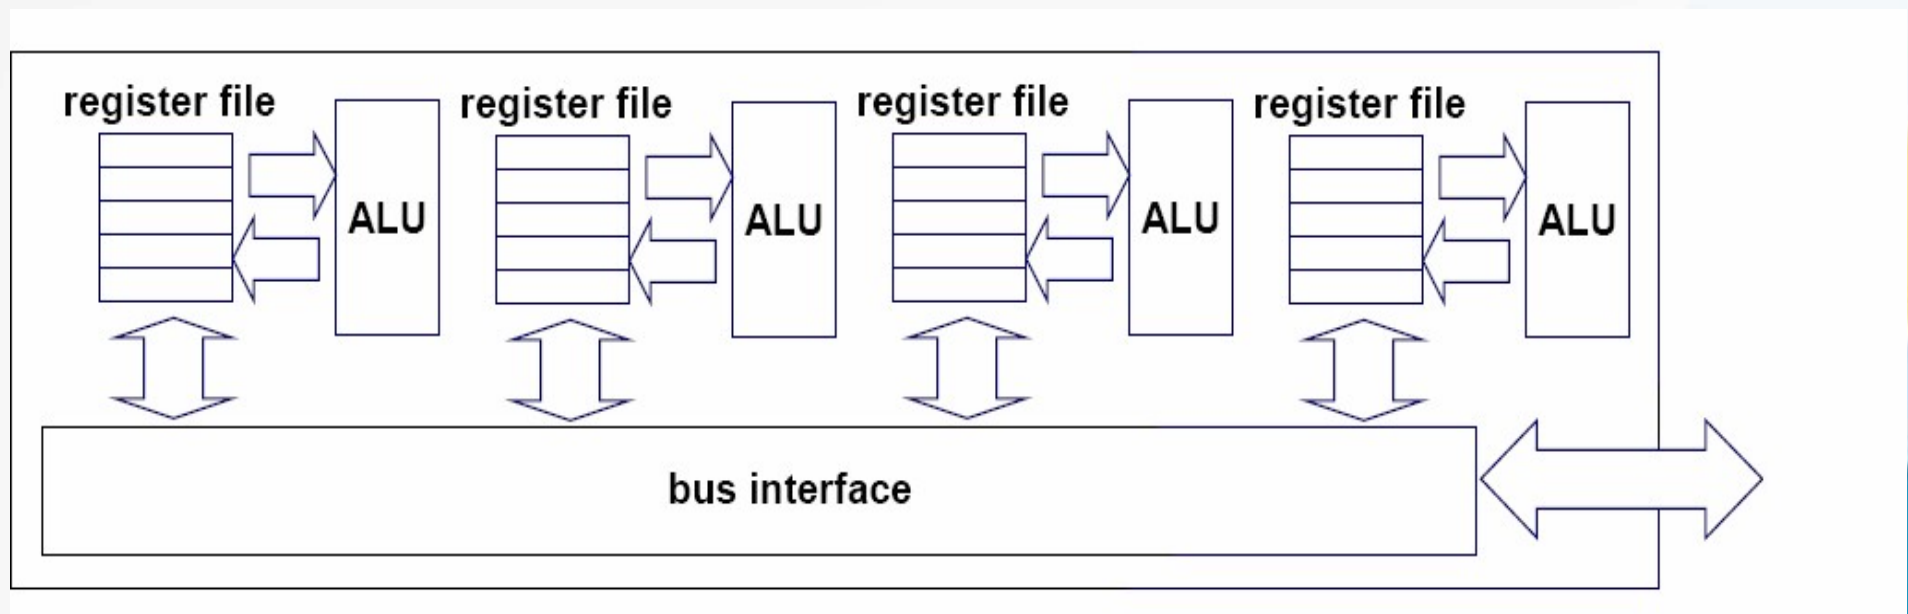 register file
register file
register file
register file
ALU
ALU
ALU
ALU
bus interface